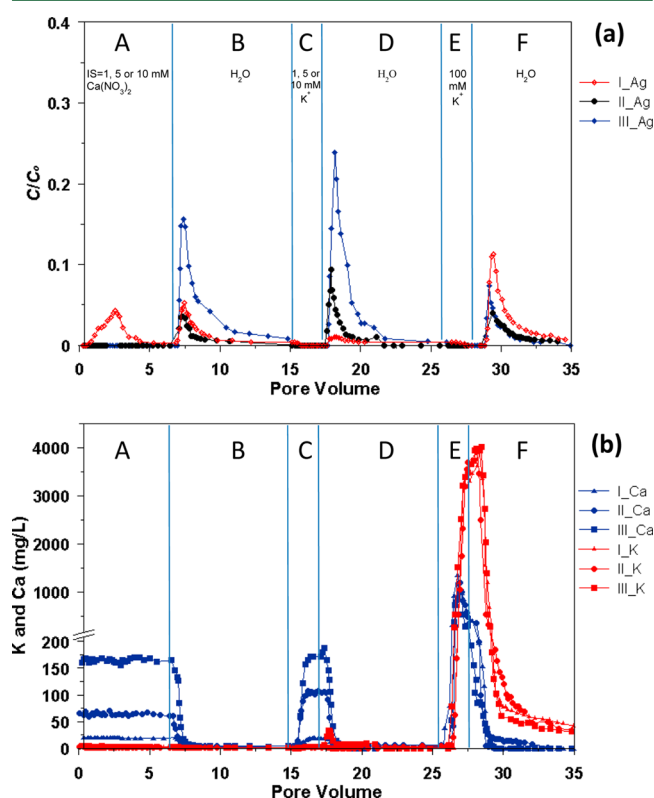 A B C D E F
(a)
IS=1, 5 or 10 mM
Ca(NO3)2
H2O
1, 5 or
10 mM
K+
H2O
100
mM
K+
H2O
I_Ag
II_Ag
III_Ag
C/Co
0.4
0.3
0.2
0.1
0
0 5 10 15 20 25 30 35
Pore Volume
(b)
A B C D E F
I_Ca
II_Ca
III_Ca
I_K
II_K
III_K
K and Ca (mg/L)
4000
3000
2000
1000
200
150
100
50
0
0 5 10 15 20 25 30 35
Pore Volume